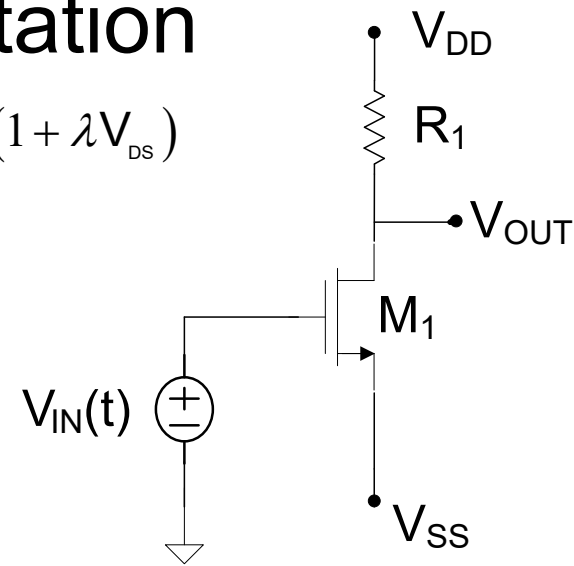 tation
(1 + λV_DS)
V_DD
R_1
V_OUT
M_1
V_IN(t)
+
−
V_SS